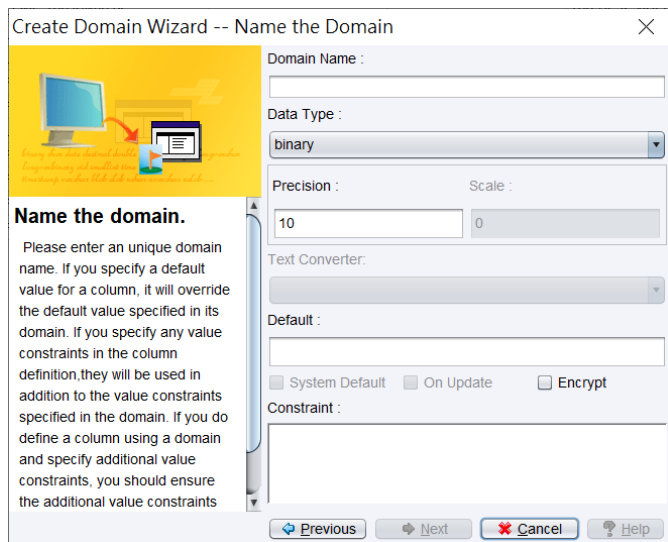 Create Domain Wizard -- Name the Domain
Domain Name :
Data Type :
binary
Precision :
Scale :
10
0
Text Converter:
Default :
System Default
On Update
Encrypt
Constraint :
Name the domain.
Please enter an unique domain
name. If you specify a default
value for a column, it will override
the default value specified in its
domain. If you specify any value
constraints in the column
definition,they will be used in
addition to the value constraints
specified in the domain. If you do
define a column using a domain
and specify additional value
constraints, you should ensure
the additional value constraints
Previous
Next
Cancel
Help